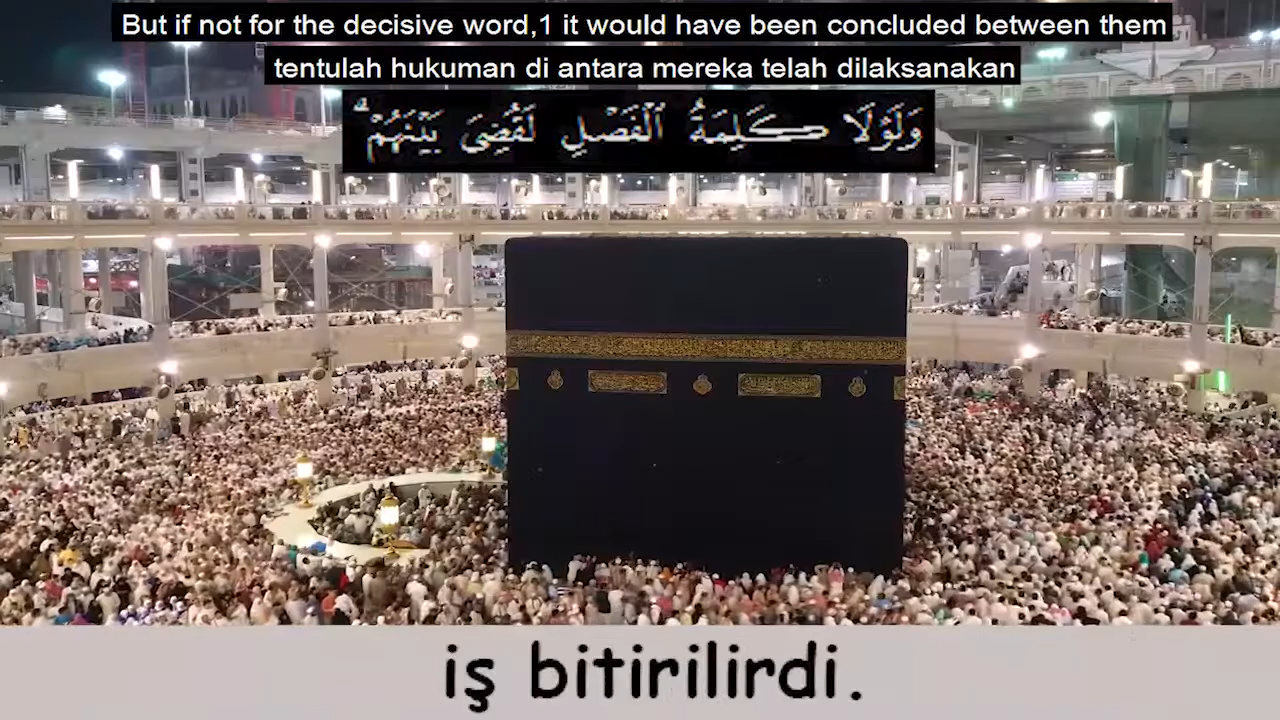 But if not for the decisive word,1 it would have been concluded between them
tentulah hukuman di antara mereka telah dilaksanakan
وَلَوْلَا كَلِمَةُ ٱلْفَصْلِ لَقُضِىَ بَيْنَهُمْ ۗ
iş bitirilirdi.